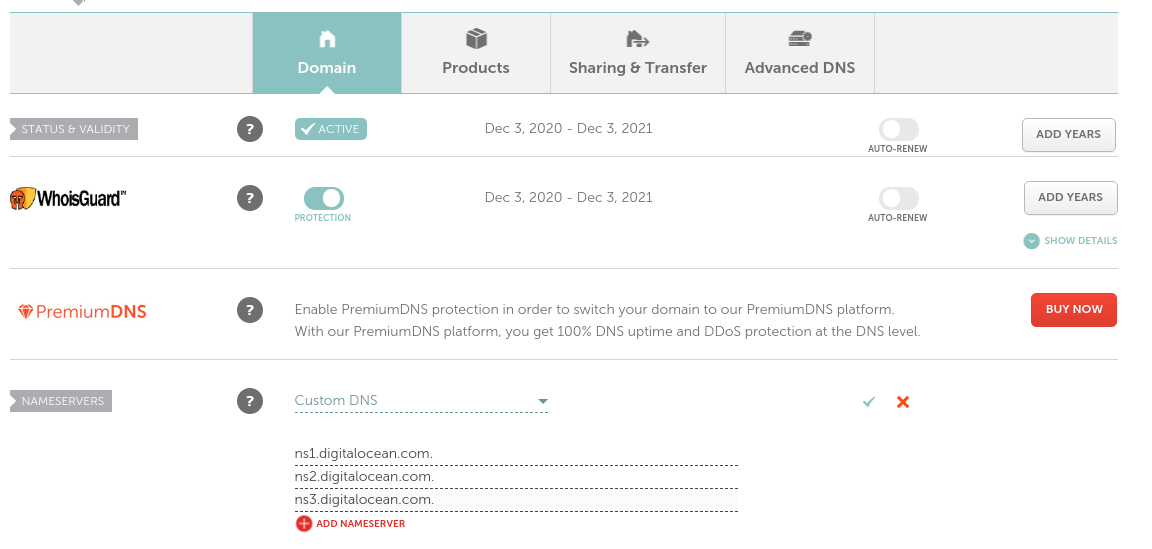 Domain
Products
Sharing & Transfer
Advanced DNS
STATUS & VALIDITY
?
ACTIVE
Dec 3, 2020 - Dec 3, 2021
AUTO-RENEW
ADD YEARS
WhoisGuard
?
PROTECTION
Dec 3, 2020 - Dec 3, 2021
AUTO-RENEW
ADD YEARS
SHOW DETAILS
PremiumDNS
?
Enable PremiumDNS protection in order to switch your domain to our PremiumDNS platform.
With our PremiumDNS platform, you get 100% DNS uptime and DDoS protection at the DNS level.
BUY NOW
NAMESERVERS
?
Custom DNS
ns1.digitalocean.com.
ns2.digitalocean.com.
ns3.digitalocean.com.
ADD NAMESERVER